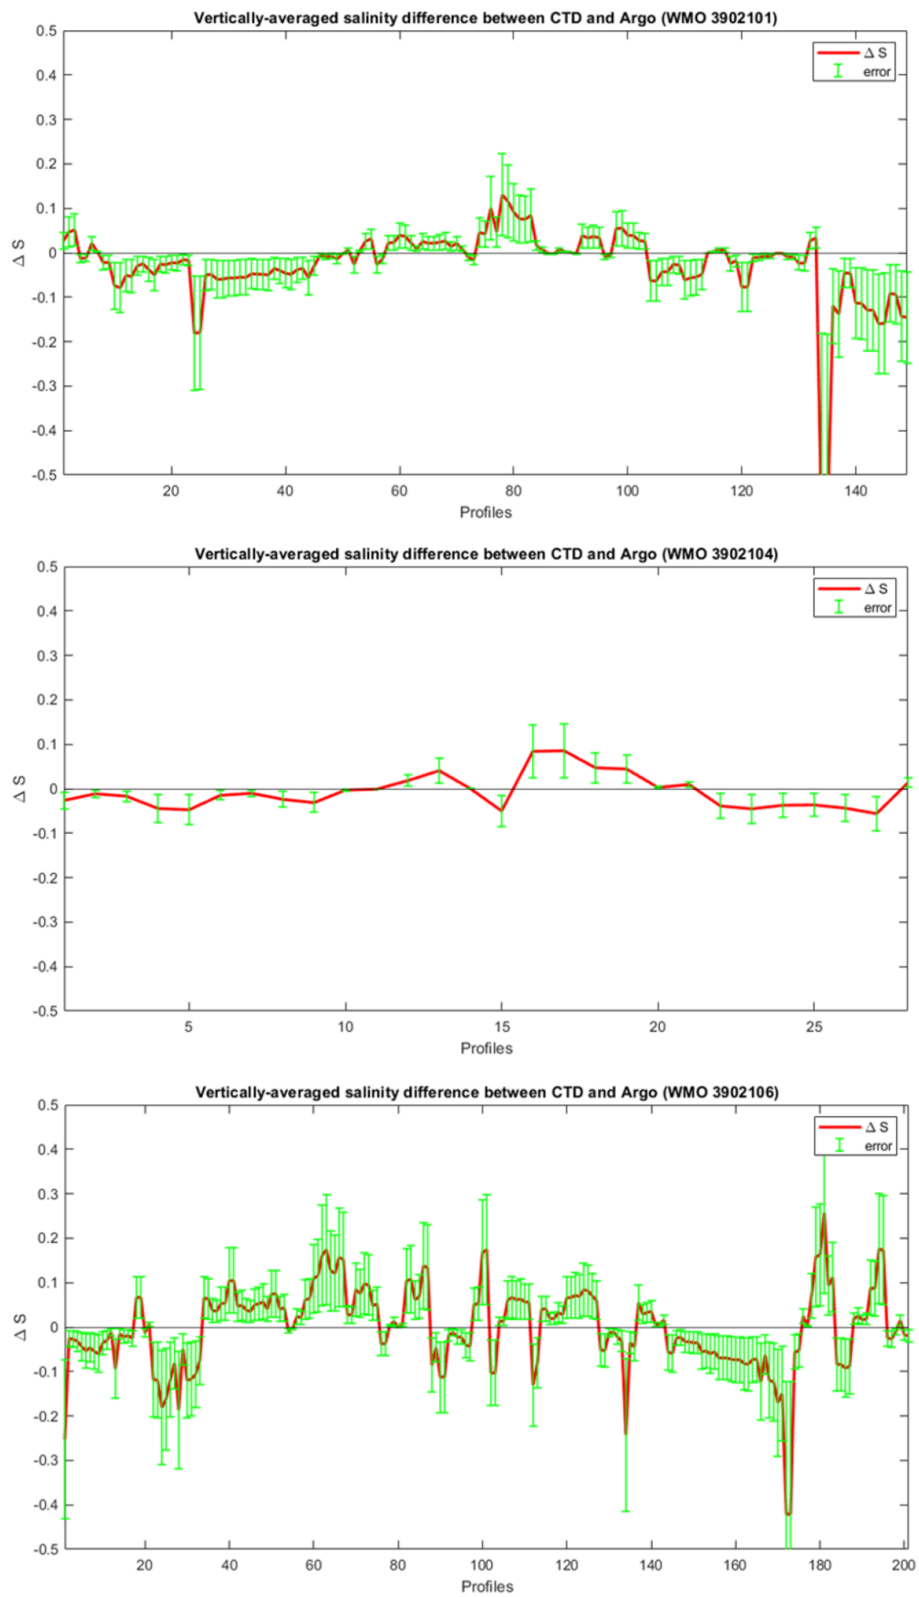 Vertically-averaged salinity difference between CTD and Argo (WMO 3902101)
0.5
0.4
0.3
0.2
0.1
0
-0.1
-0.2
-0.3
-0.4
-0.5
Δ S
Δ S
error
20 40 60 80 100 120 140
Profiles
Vertically-averaged salinity difference between CTD and Argo (WMO 3902104)
0.5
0.4
0.3
0.2
0.1
0
-0.1
-0.2
-0.3
-0.4
-0.5
Δ S
Δ S
error
5 10 15 20 25
Profiles
Vertically-averaged salinity difference between CTD and Argo (WMO 3902106)
0.5
0.4
0.3
0.2
0.1
0
-0.1
-0.2
-0.3
-0.4
-0.5
Δ S
Δ S
error
20 40 60 80 100 120 140 160 180 200
Profiles